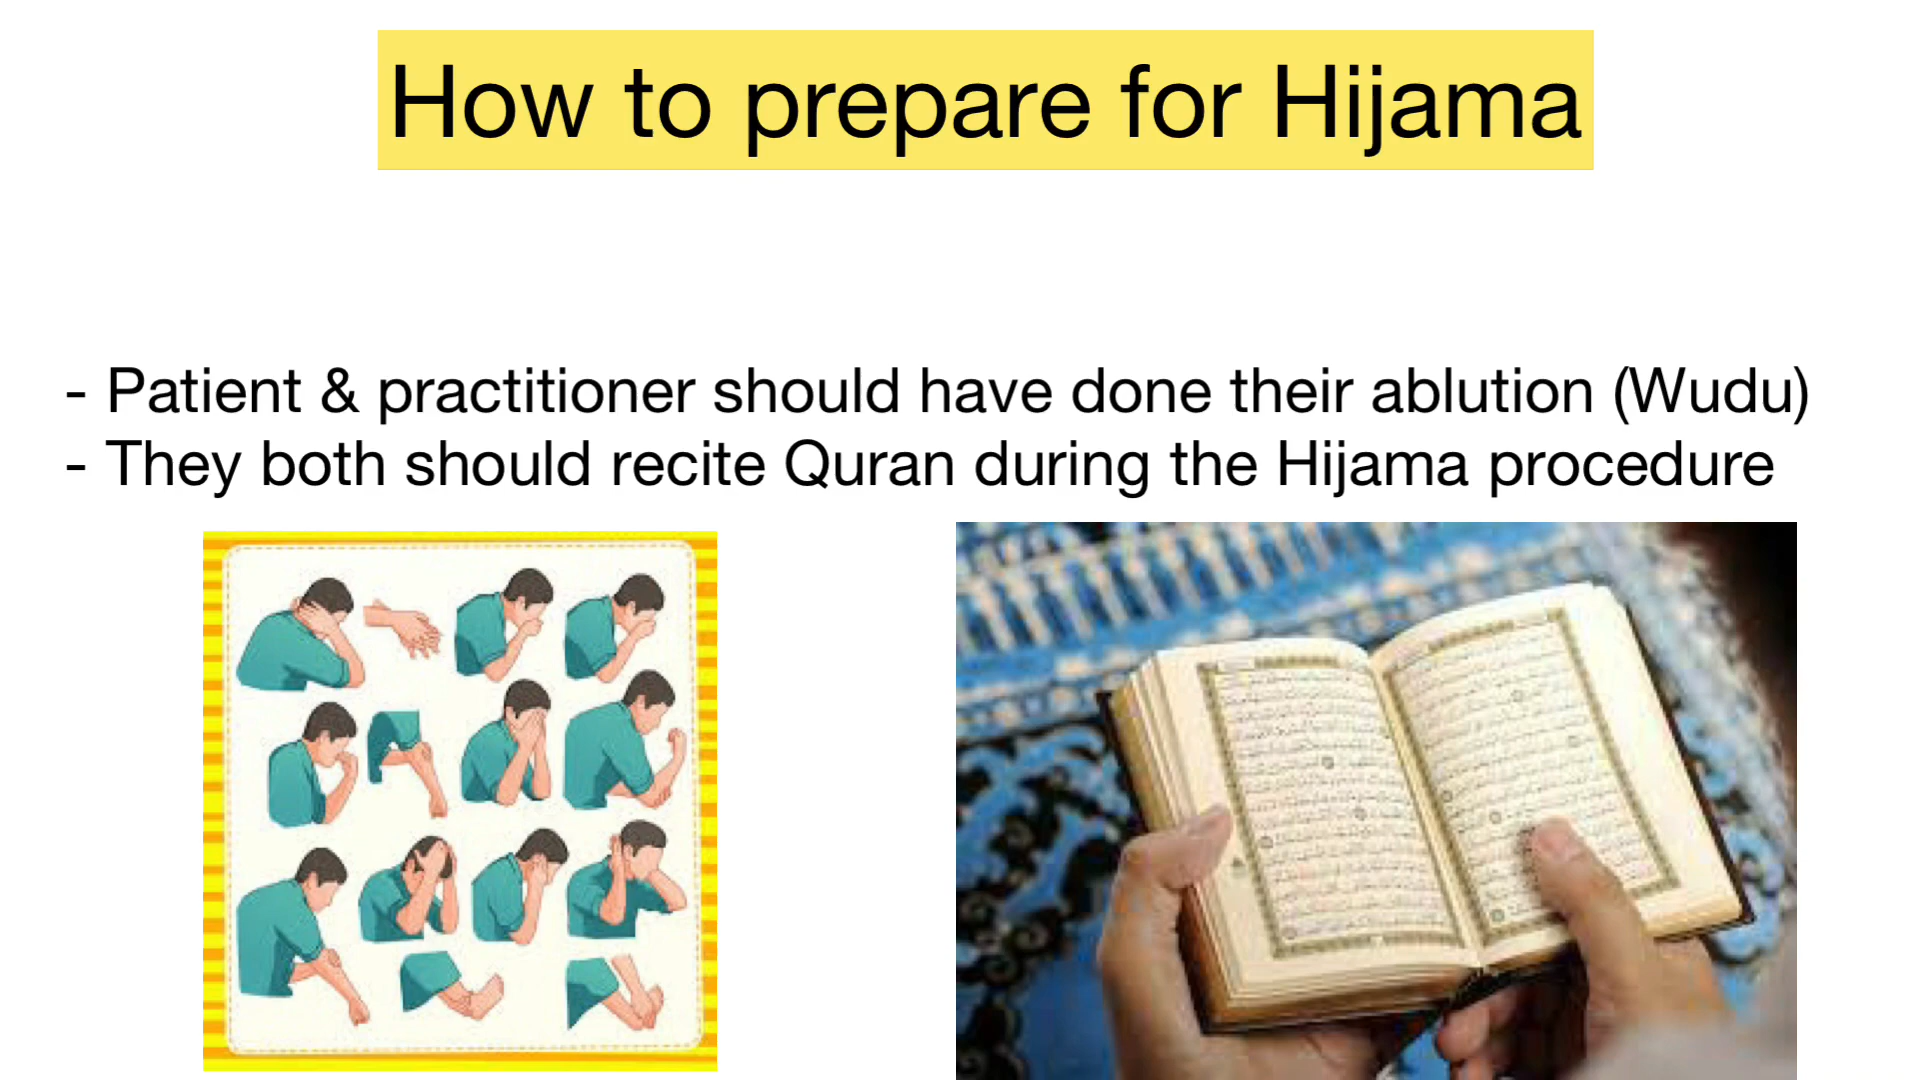 How to prepare for Hijama
- Patient & practitioner should have done their ablution (Wudu)
- They both should recite Quran during the Hijama procedure